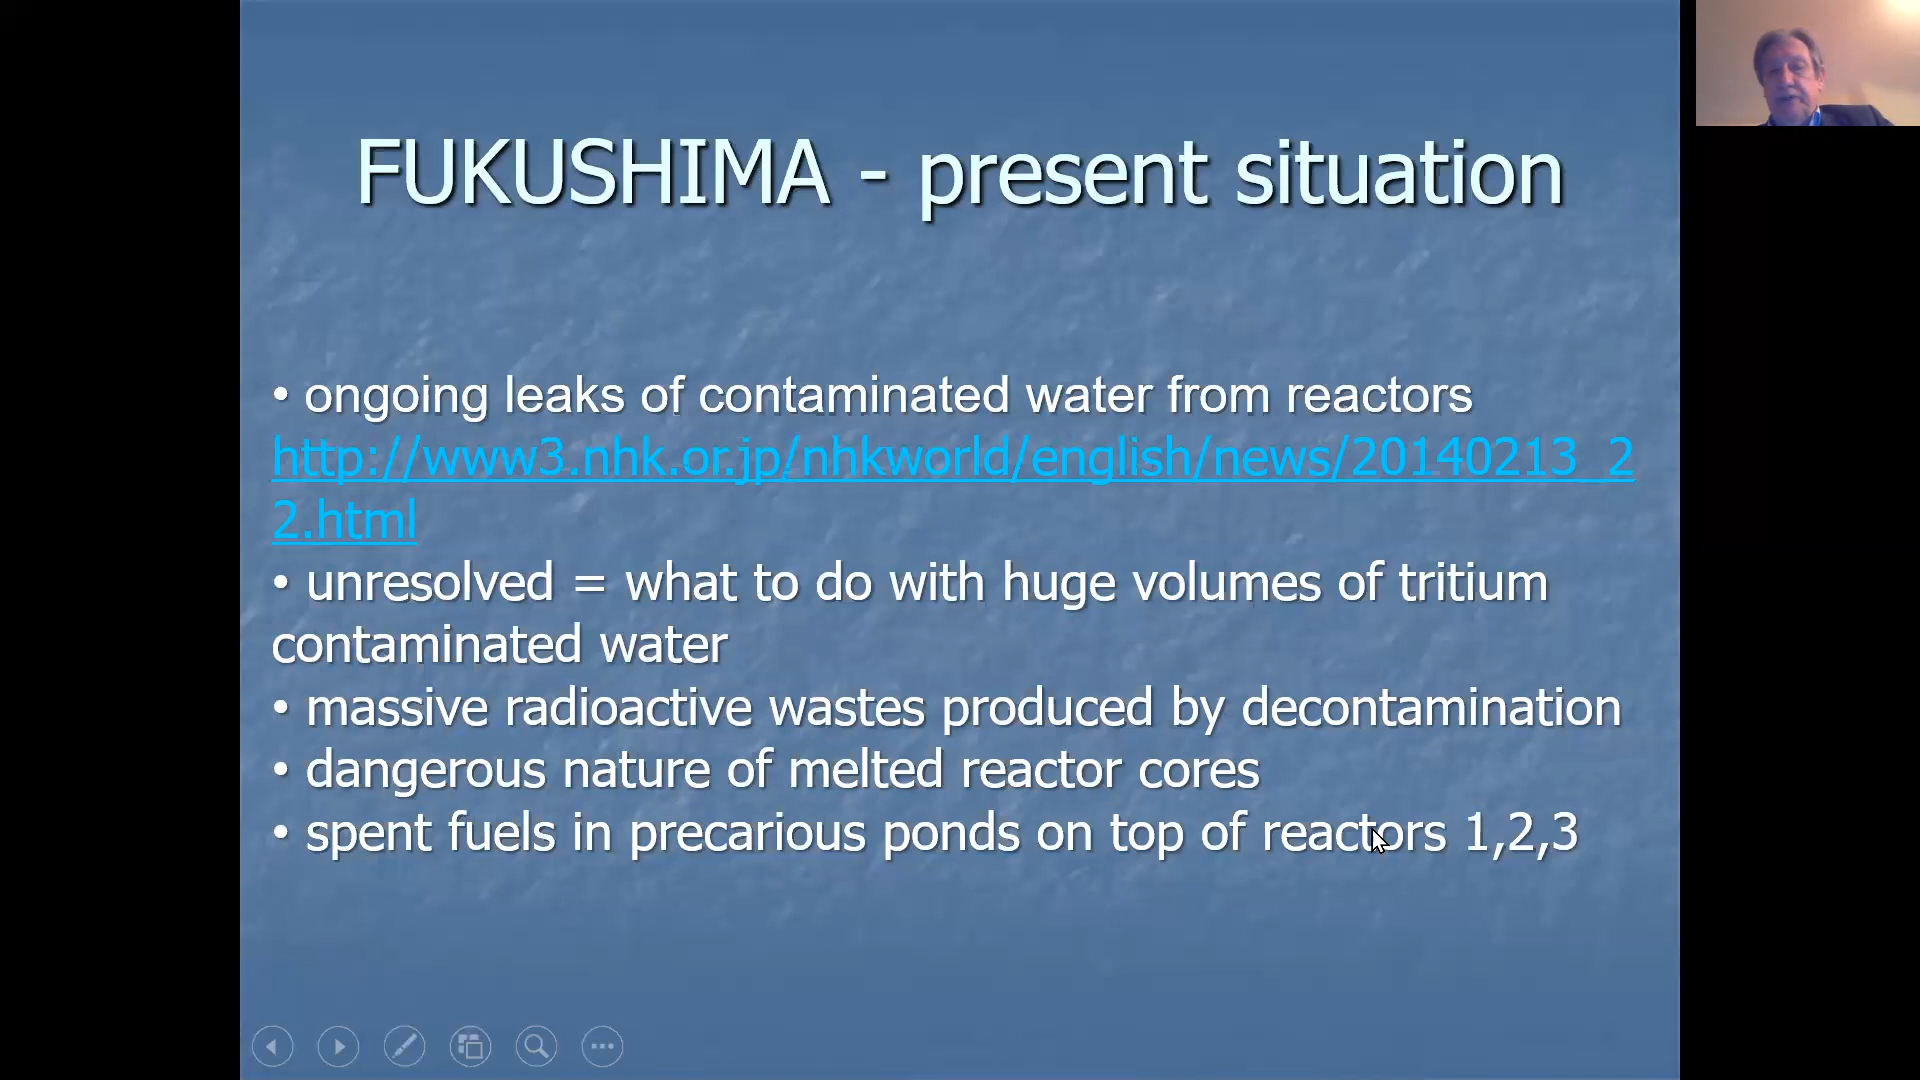 FUKUSHIMA - present situation
• ongoing leaks of contaminated water from reactors
http://www3.nhk.or.jp/nhkworld/english/news/20140213_2
2.html
• unresolved = what to do with huge volumes of tritium
contaminated water
• massive radioactive wastes produced by decontamination
• dangerous nature of melted reactor cores
• spent fuels in precarious ponds on top of reactors 1,2,3